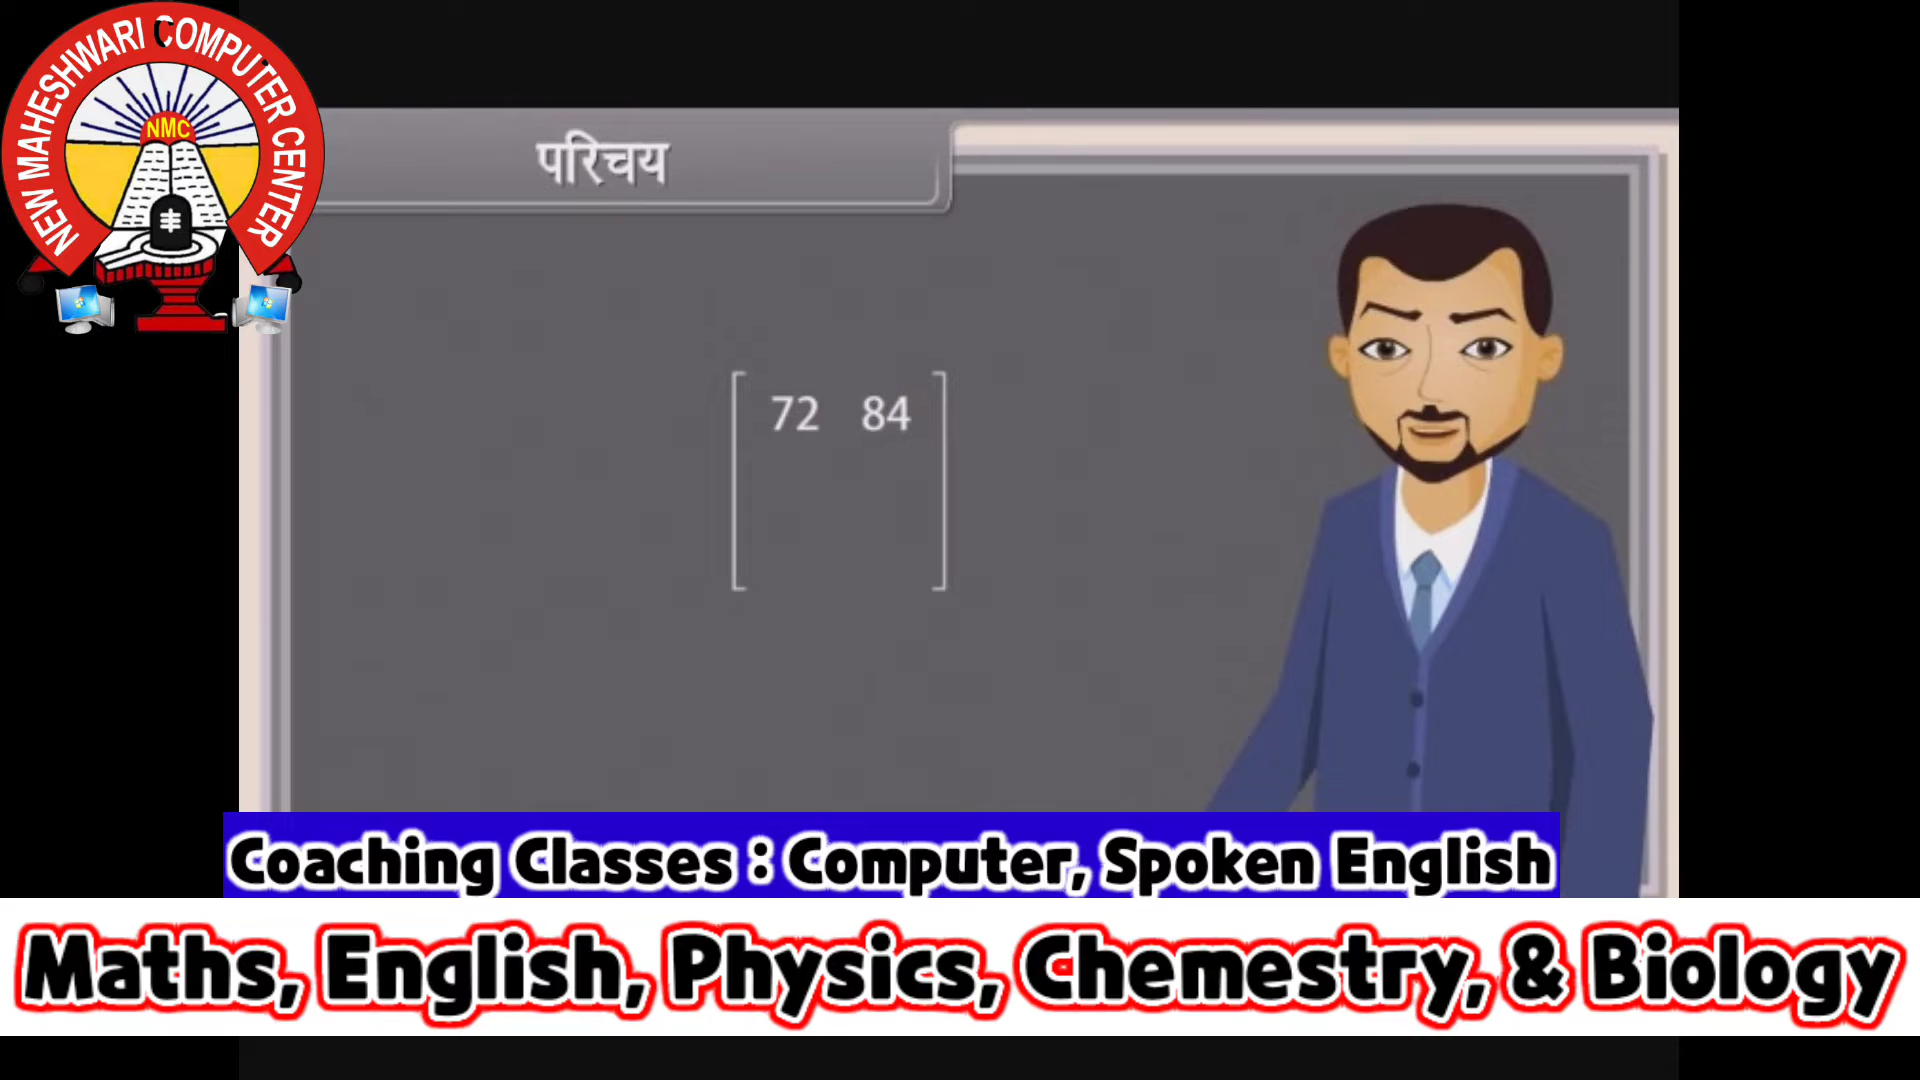 NEW MAHESHWARI COMPUTER CENTER
NMC
परिचय
72 84
Coaching Classes : Computer, Spoken English
Maths, English, Physics, Chemestry, & Biology